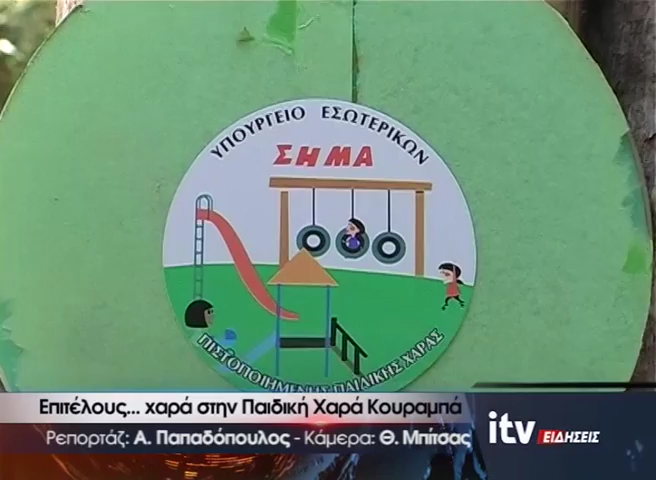 ΥΠΟΥΡΓΕΙΟ ΕΣΩΤΕΡΙΚΩΝ
ΣΗΜΑ
ΠΙΣΤΟΠΟΙΗΜΕΝΗΣ ΠΑΙΔΙΚΗΣ ΧΑΡΑΣ
Επιτέλους... χαρά στην Παιδική Χαρά Κουραμπά
Ρεπορτάζ: Α. Παπαδόπουλος - Κάμερα: Θ. Μπίτσας
itv ΕΙΔΗΣΕΙΣ